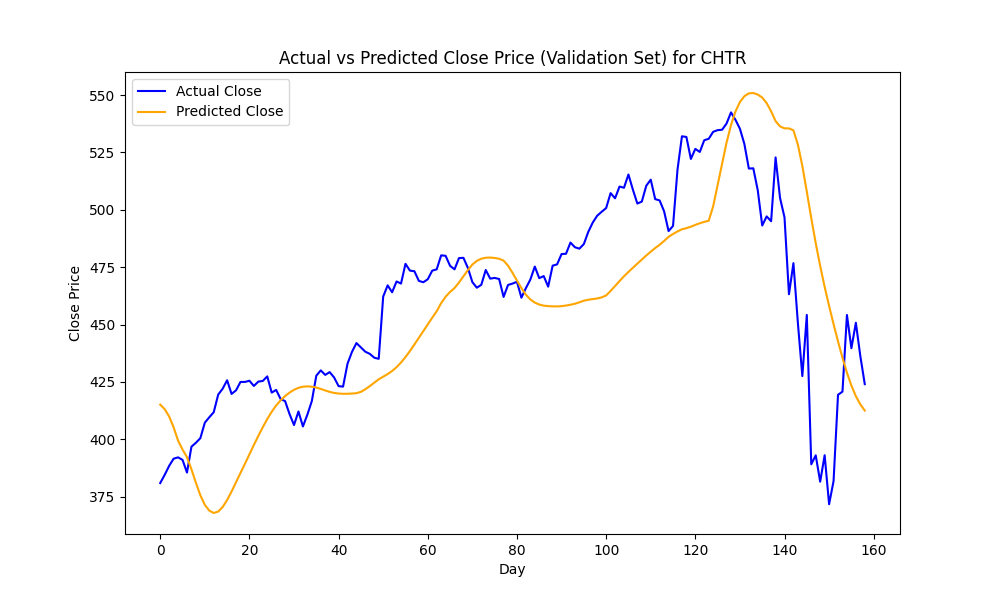 Actual vs Predicted Close Price (Validation Set) for CHTR
Actual Close
Predicted Close
550
525
500
475
450
425
400
375
Close Price
0 20 40 60 80 100 120 140 160
Day